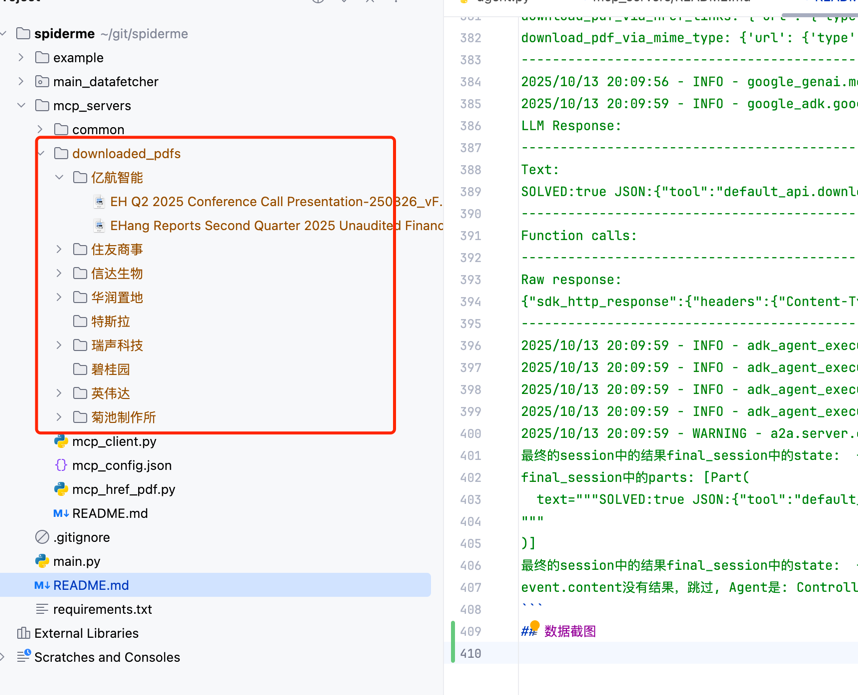 spiderme ~/git/spiderme
example
main_datafetcher
mcp_servers
common
downloaded_pdfs
亿航智能
EH Q2 2025 Conference Call Presentation-250826_vF.
EHang Reports Second Quarter 2025 Unaudited Financ
住友商事
信达生物
华润置地
特斯拉
瑞声科技
碧桂园
英伟达
菊池制作所
mcp_client.py
mcp_config.json
mcp_href_pdf.py
README.md
.gitignore
main.py
README.md
requirements.txt
External Libraries
Scratches and Consoles
382 download_pdf_via_mime_type: {'url': {'type'
383 ----------------------------------------
384 2025/10/13 20:09:56 - INFO - google_genai.mo
385 2025/10/13 20:09:59 - INFO - google_adk.goog
386 LLM Response:
387 ----------------------------------------
388 Text:
389 SOLVED:true JSON:{"tool":"default_api.downlo
390 ----------------------------------------
391 Function calls:
392 ----------------------------------------
393 Raw response:
394 {"sdk_http_response":{"headers":{"Content-Ty
395 ----------------------------------------
396 2025/10/13 20:09:59 - INFO - adk_agent_execu
397 2025/10/13 20:09:59 - INFO - adk_agent_execu
398 2025/10/13 20:09:59 - INFO - adk_agent_execu
399 2025/10/13 20:09:59 - INFO - adk_agent_execu
400 2025/10/13 20:09:59 - WARNING - a2a.server.
401 最终的session中的结果final_session中的state:
402 final_session中的parts: [Part(
403 text="""SOLVED:true JSON:{"tool":"default_
404 """
405 )]
406 最终的session中的结果final_session中的state:
407 event.content没有结果，跳过, Agent是: Controll
408 ```
409 ## 数据截图
410